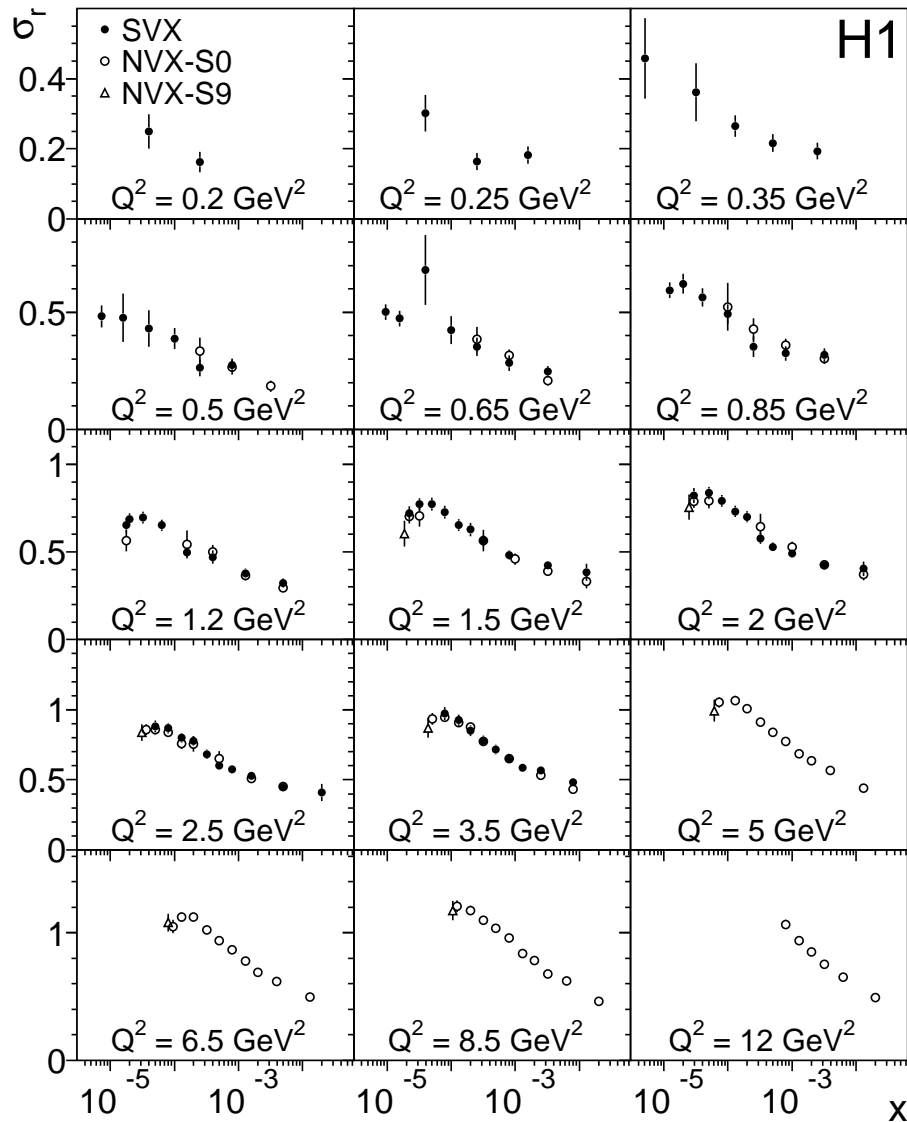 σr
SVX
NVX-S0
NVX-S9
H1
0.4
0.2
0
Q² = 0.2 GeV²
Q² = 0.25 GeV²
Q² = 0.35 GeV²
0.5
0
Q² = 0.5 GeV²
Q² = 0.65 GeV²
Q² = 0.85 GeV²
1
0.5
0
Q² = 1.2 GeV²
Q² = 1.5 GeV²
Q² = 2 GeV²
1
0.5
0
Q² = 2.5 GeV²
Q² = 3.5 GeV²
Q² = 5 GeV²
1
0
Q² = 6.5 GeV²
Q² = 8.5 GeV²
Q² = 12 GeV²
10⁻⁵ 10⁻³ 10⁻⁵ 10⁻³ 10⁻⁵ 10⁻³
x